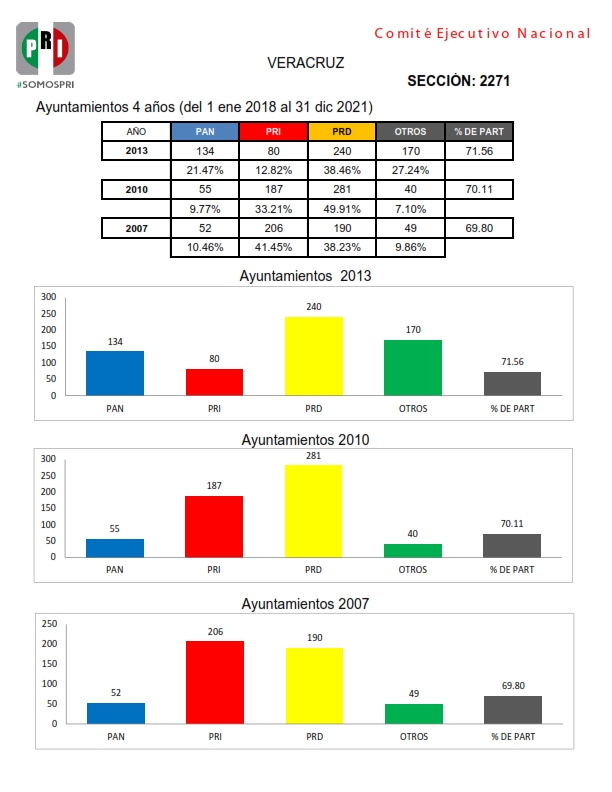 Comité Ejecutivo Nacional
PRI
#SOMOSPRI
VERACRUZ
SECCIÓN: 2271
Ayuntamientos 4 años (del 1 ene 2018 al 31 dic 2021)
AÑO PAN PRI PRD OTROS % DE PART
2013 134 80 240 170 71.56
21.47% 12.82% 38.46% 27.24%
2010 55 187 281 40 70.11
9.77% 33.21% 49.91% 7.10%
2007 52 206 190 49 69.80
10.46% 41.45% 38.23% 9.86%
Ayuntamientos 2013
300
250
200
150
100
50
0
134 80 240 170 71.56
PAN PRI PRD OTROS % DE PART
Ayuntamientos 2010
300
250
200
150
100
50
0
55 187 281 40 70.11
PAN PRI PRD OTROS % DE PART
Ayuntamientos 2007
250
200
150
100
50
0
52 206 190 49 69.80
PAN PRI PRD OTROS % DE PART